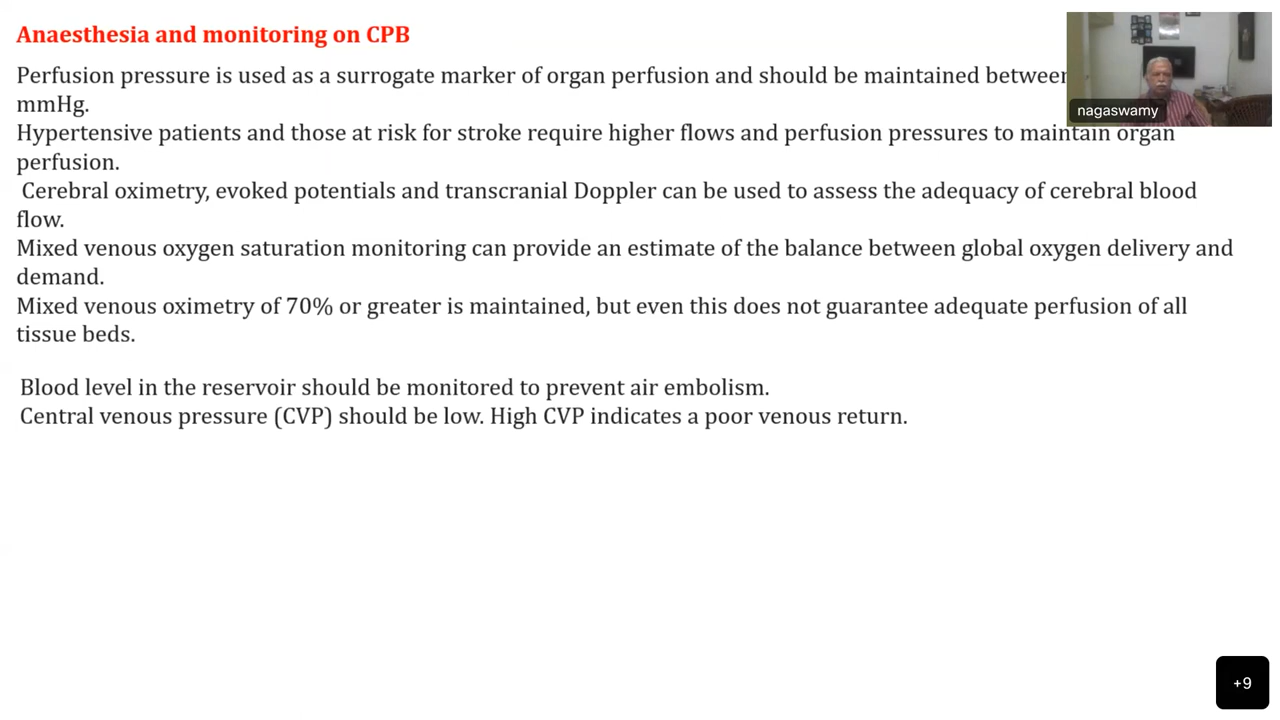 Anaesthesia and monitoring on CPB
Perfusion pressure is used as a surrogate marker of organ perfusion and should be maintained between
mmHg.
Hypertensive patients and those at risk for stroke require higher flows and perfusion pressures to maintain organ
perfusion.
Cerebral oximetry, evoked potentials and transcranial Doppler can be used to assess the adequacy of cerebral blood
flow.
Mixed venous oxygen saturation monitoring can provide an estimate of the balance between global oxygen delivery and
demand.
Mixed venous oximetry of 70% or greater is maintained, but even this does not guarantee adequate perfusion of all
tissue beds.
Blood level in the reservoir should be monitored to prevent air embolism.
Central venous pressure (CVP) should be low. High CVP indicates a poor venous return.
nagaswamy
+9